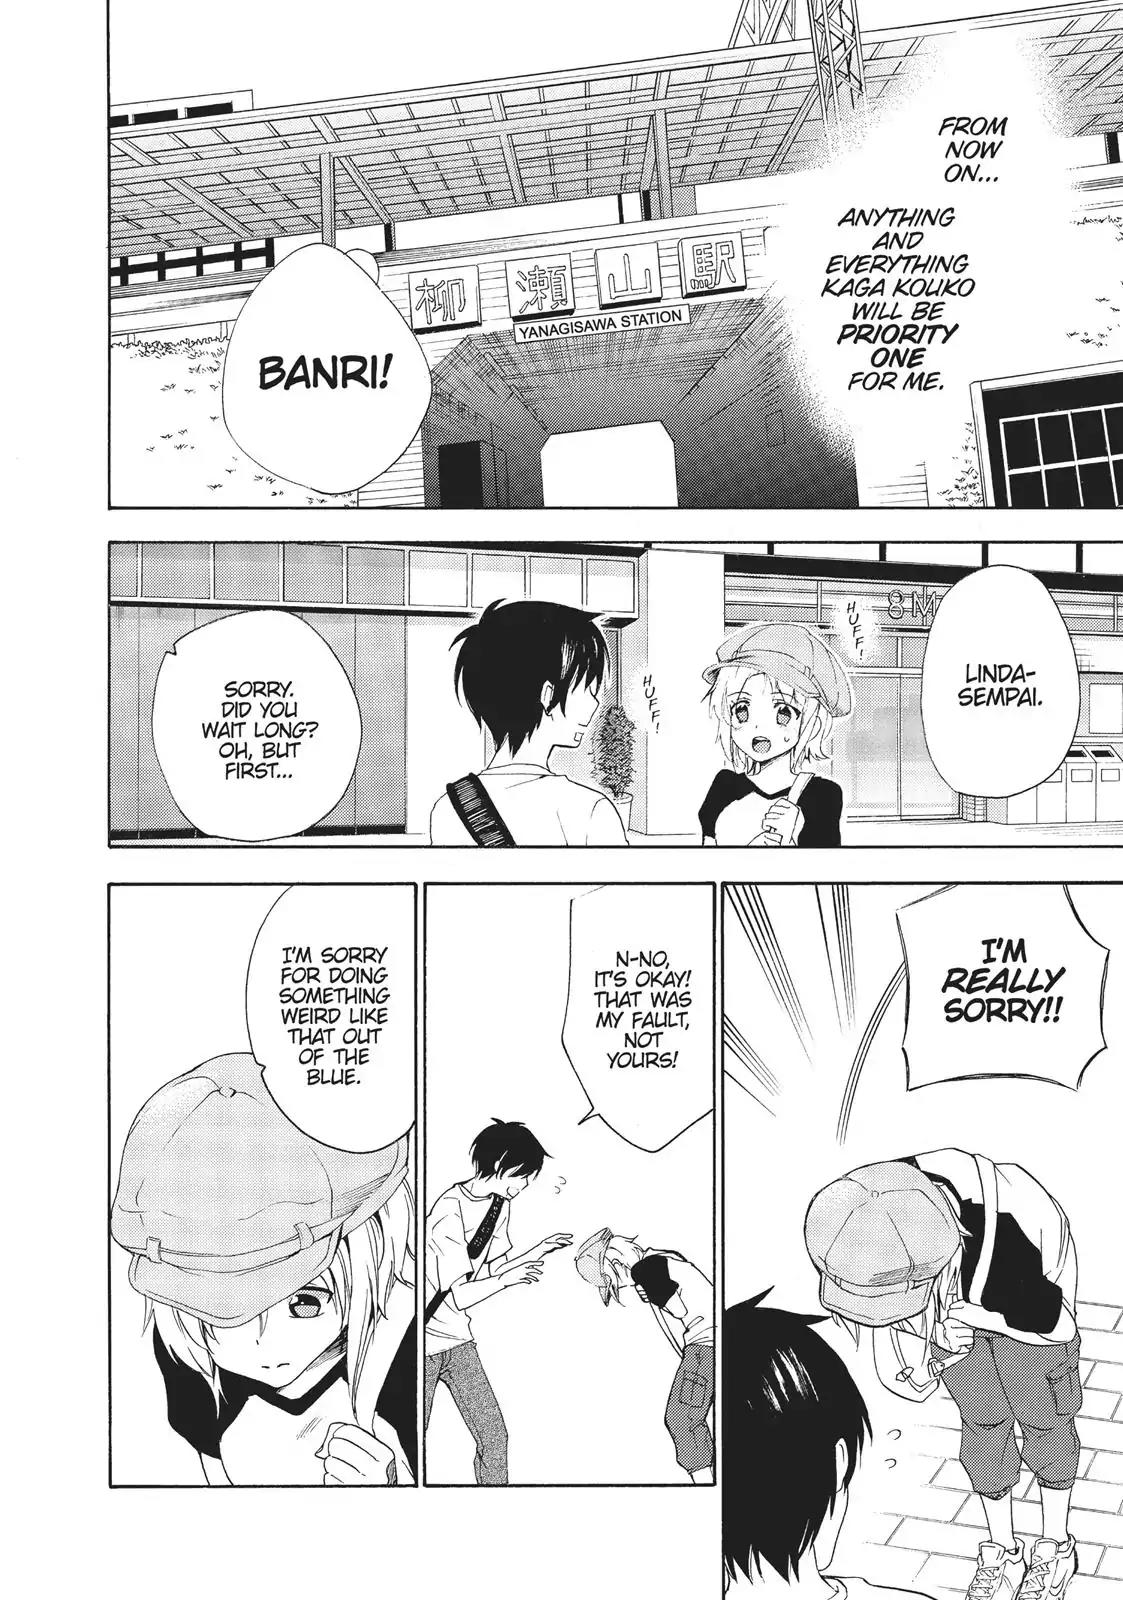 FROM
NOW
ON...
ANYTHING
AND
EVERYTHING
KAGA KOUKO
WILL BE
PRIORITY
ONE
FOR ME.
柳瀬山駅
YANAGISAWA STATION
BANRI!
LINDA-
SEMPAI.
8M
HUFF!
HUFF!
SORRY.
DID YOU
WAIT LONG?
OH, BUT
FIRST...
I'M
REALLY
SORRY!!
N-NO,
IT'S OKAY!
THAT WAS
MY FAULT,
NOT
YOURS!
I'M SORRY
FOR DOING
SOMETHING
WEIRD LIKE
THAT OUT
OF THE
BLUE.